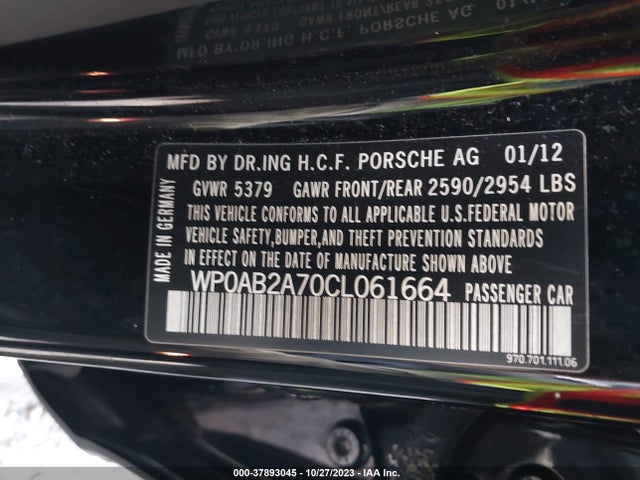 MFD BY DR.ING H.C.F. PORSCHE AG 01/12
GVWR 5379 GAWR FRONT/REAR 2590/2954 LBS
THIS VEHICLE CONFORMS TO ALL APPLICABLE U.S.FEDERAL MOTOR
VEHICLE SAFETY,BUMPER,AND THEFT PREVENTION STANDARDS
IN EFFECT ON THE DATE OF MANUFACTURE SHOWN ABOVE.
WP0AB2A70CL061664 PASSENGER CAR
MADE IN GERMANY
970.701.111.06
000-37893045 - 10/27/2023 - IAA Inc.